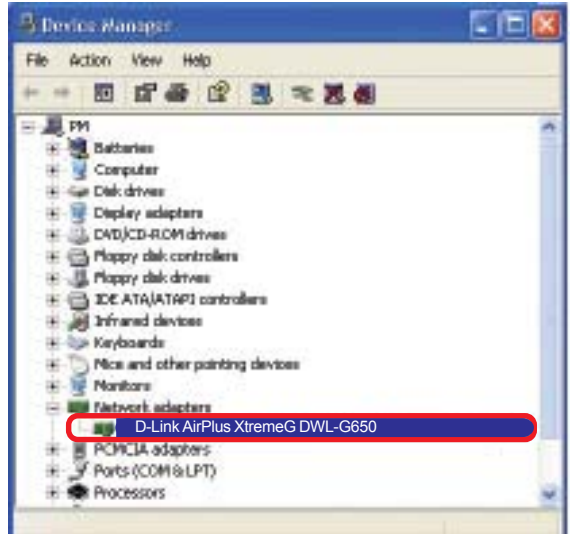 Device Manager
File Action View Help
PM
Batteries
Computer
Disk drives
Display adapters
DVD/CD-ROM drives
Floppy disk controllers
Floppy disk drives
IDE ATA/ATAPI controllers
Infrared devices
Keyboards
Mice and other pointing devices
Monitors
Network adapters
D-Link AirPlus XtremeG DWL-G650
PCMCIA adapters
Ports (COM & LPT)
Processors